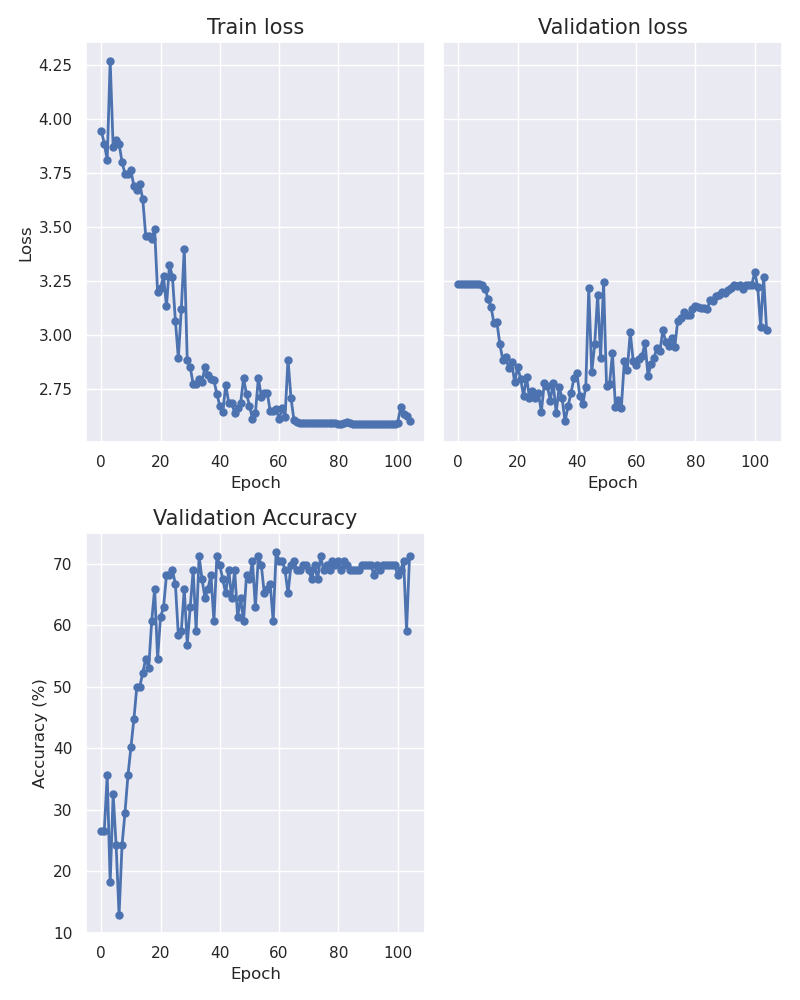 Train loss
Validation loss
4.25
4.00
3.75
3.50
3.25
3.00
2.75
Loss
0 20 40 60 80 100
0 20 40 60 80 100
Epoch
Epoch
Validation Accuracy
70
60
50
40
30
20
10
Accuracy (%)
0 20 40 60 80 100
Epoch